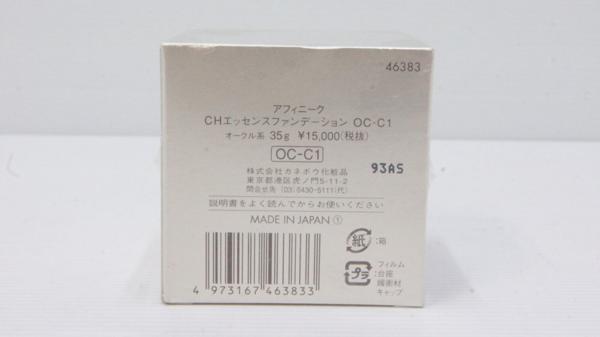 46383
アフィニーク
CHエッセンスファンデーション OC-C1
オークル系 35g ¥15,000(税抜)
OC-C1
株式会社カネボウ化粧品
東京都港区虎ノ門5-11-2
問合せ先 (03)6430-5111(代)
93AS
説明書をよく読んでからお使いください
MADE IN JAPAN ①
紙 :箱
プラ :フィルム
台座
緩衝材
キャップ
4 973167 463833